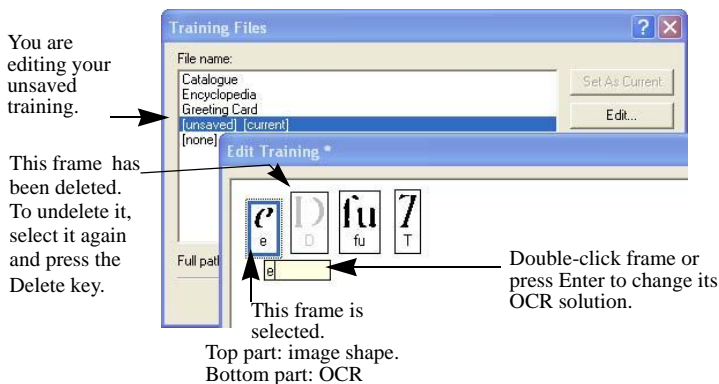 You are
editing your
unsaved
training.
This frame has
been deleted.
To undelete it,
select it again
and press the
Delete key.
Training Files
File name:
Catalogue
Encyclopedia
Greeting Card
[unsaved] [current]
[none]
Set As Current
Edit...
Full path
Edit Training *
e D fu 7
e D fu T
e
Double-click frame or
press Enter to change its
OCR solution.
This frame is
selected.
Top part: image shape.
Bottom part: OCR